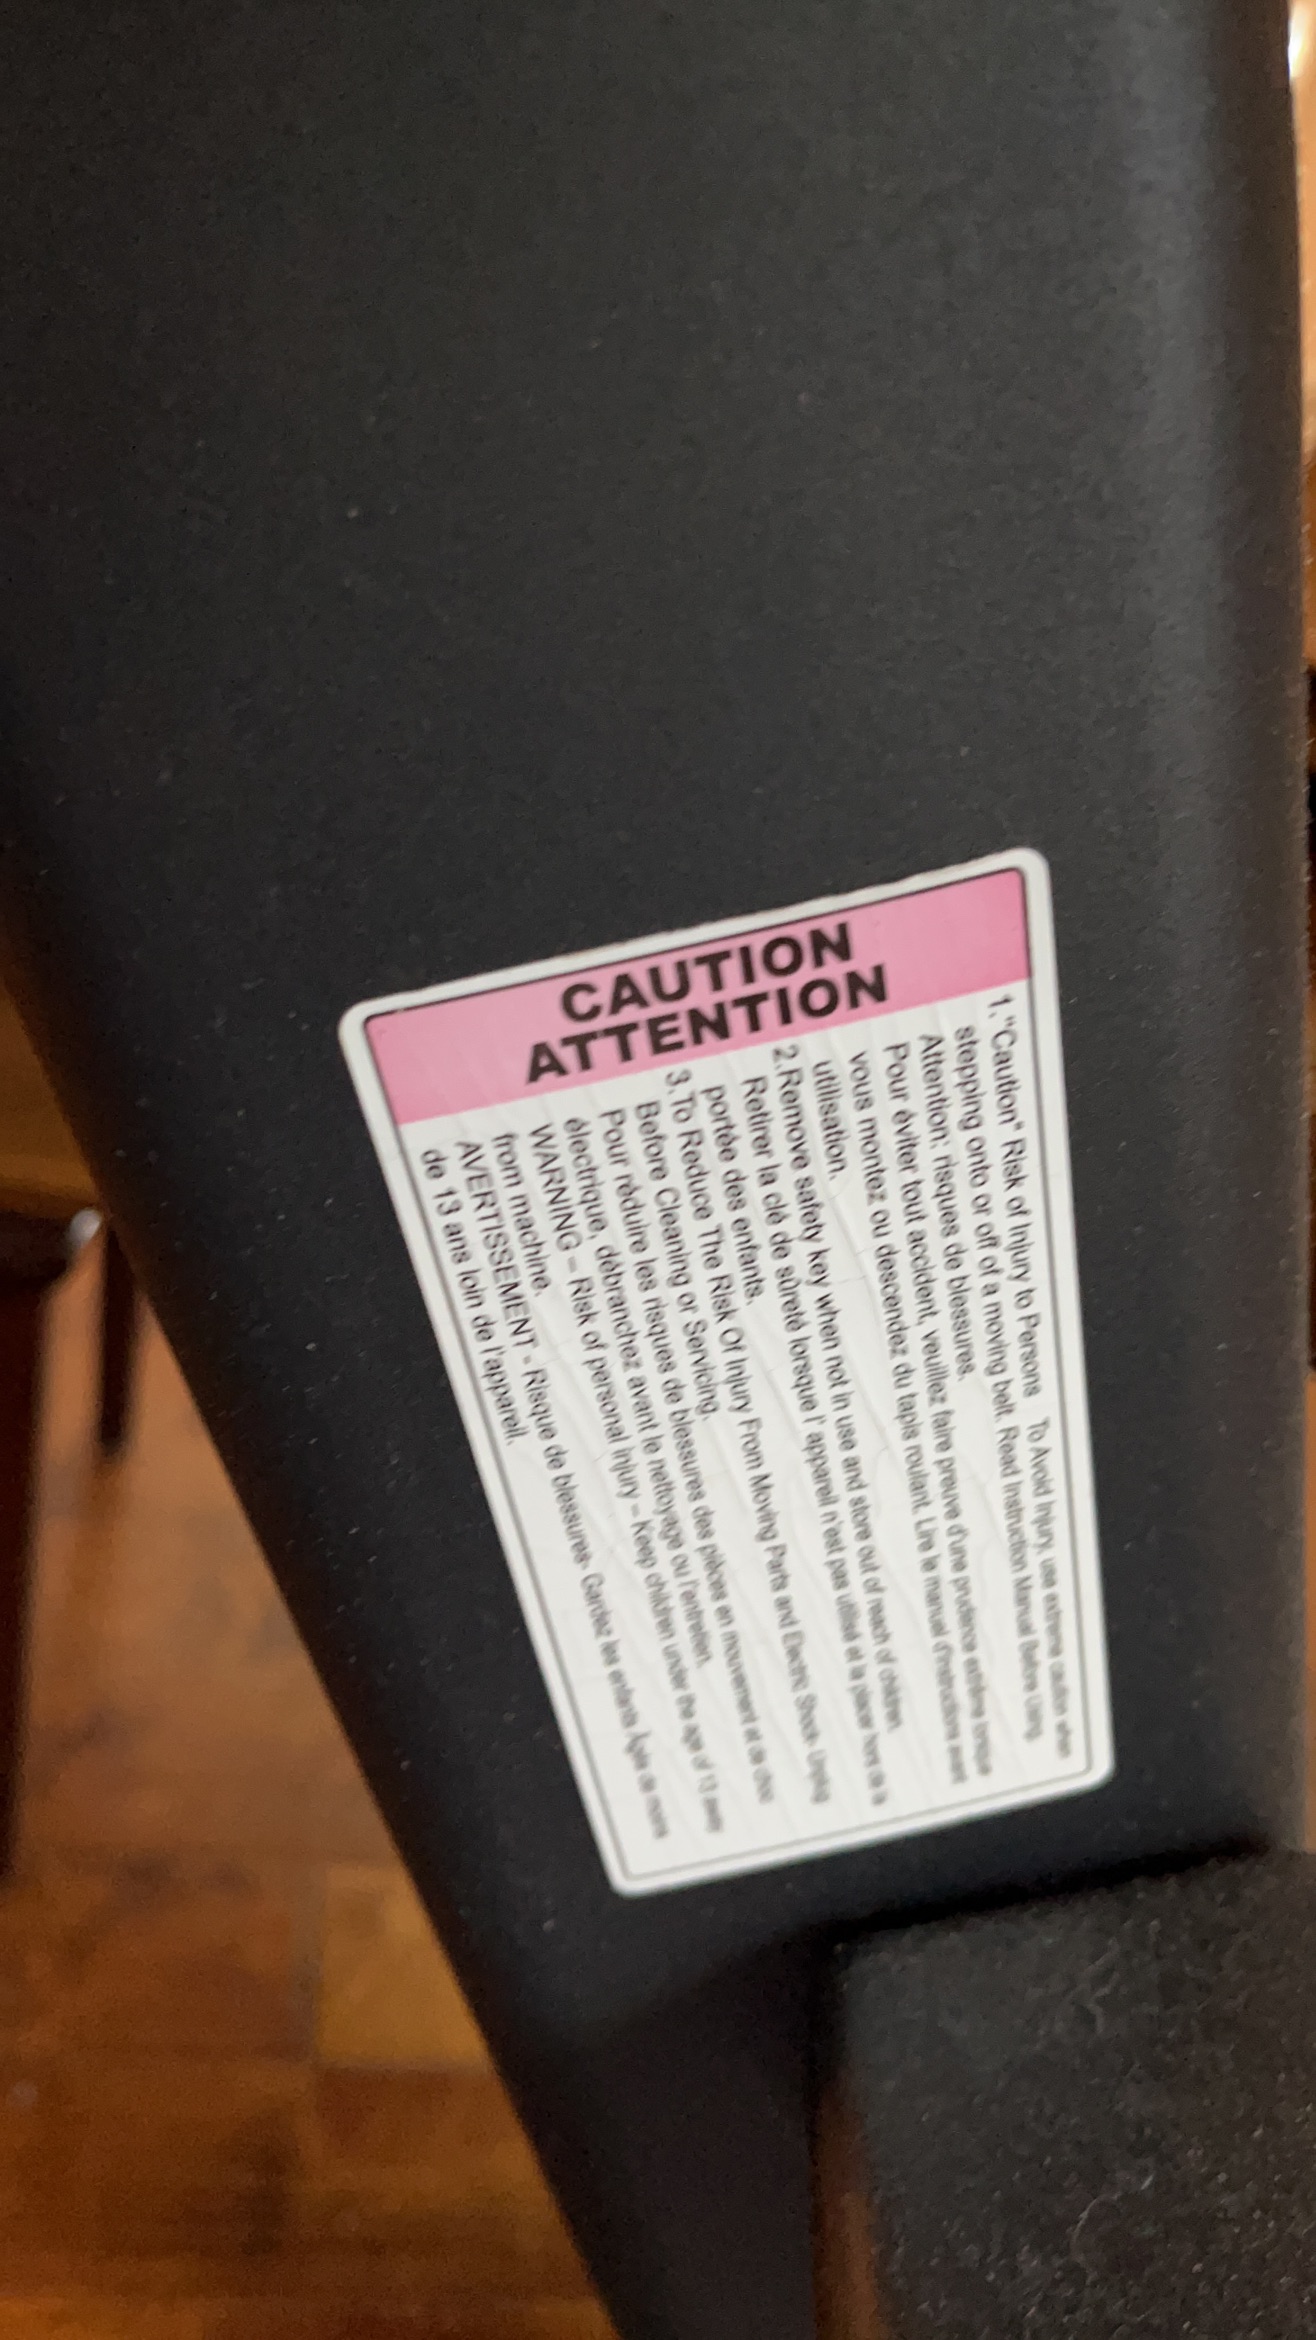 CAUTION
ATTENTION
1."Caution" Risk of Injury to Persons To Avoid Injury, use extreme caution when
stepping onto or off of a moving belt. Read Instruction Manual Before Using.
Attention: risques de blessures.
Pour éviter tout accident, veuillez faire preuve d'une prudence extrême lorsque
vous montez ou descendez du tapis roulant. Lire le manuel d'instructions avant
utilisation.
2.Remove safety key when not in use and store out of reach of children.
Retirer la clé de sûreté lorsque l' appareil n'est pas utilisé et la placer hors de la
portée des enfants.
3.To Reduce The Risk Of Injury From Moving Parts and Electric Shock- Unplug
Before Cleaning or Servicing.
Pour réduire les risques de blessures des pièces en mouvement et de choc
électrique, débranchez avant le nettoyage ou l'entretien.
WARNING – Risk of personal injury – Keep children under the age of 13 away
from machine.
AVERTISSEMENT - Risque de blessures- Gardez les enfants Âgés de moins
de 13 ans loin de l'appareil.